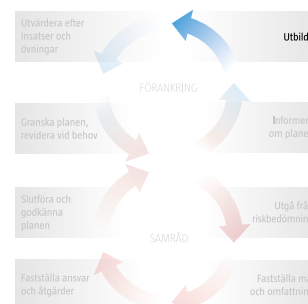 Utvärdera efter
insatser och
övningar
Utbild
FÖRANKRING
Granska planen,
revidera vid behov
Informer
om plane
Slutföra och
godkänna
planen
Utgå frå
riskbedömnin
SAMRÅD
Fastställa ansvar
och åtgärder
Fastställa må
och omfattnin